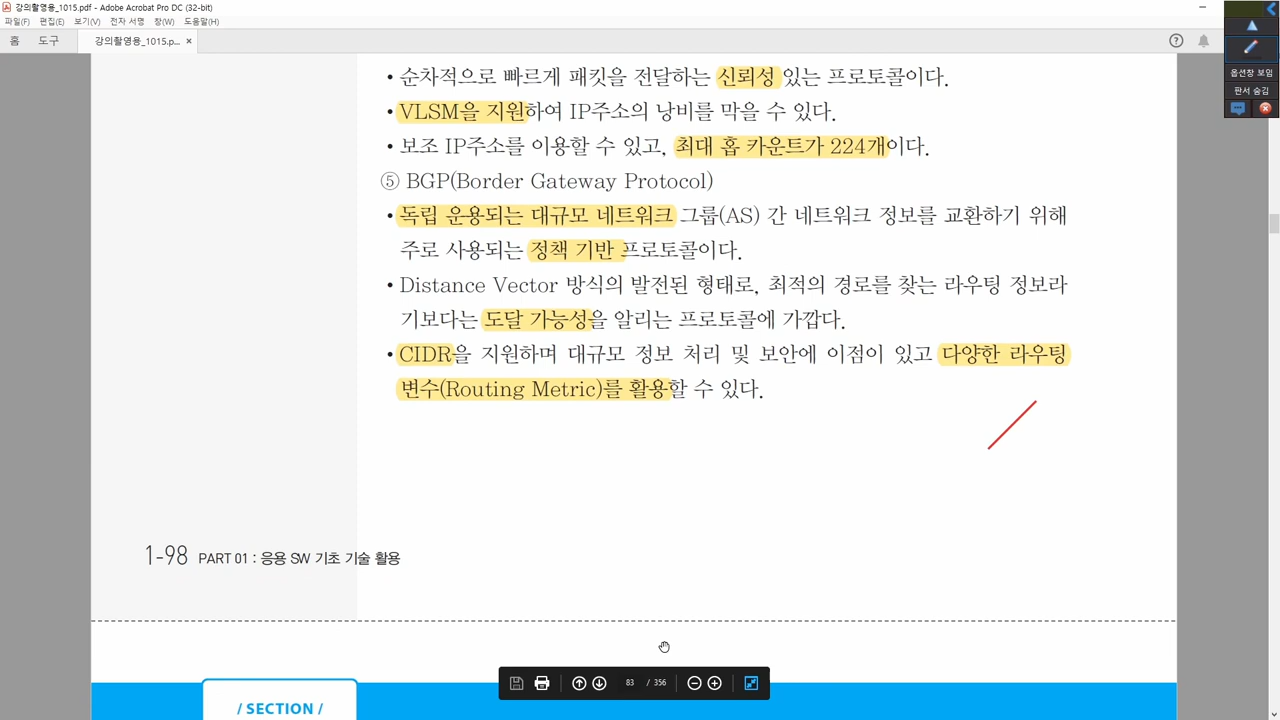 강의촬영용_1015.pdf - Adobe Acrobat Pro DC (32-bit)
파일(F) 편집(E) 보기(V) 전자 서명 창(W) 도움말(H)
홈 도구 강의촬영용_1015.p... ×
옵션창 보임
판서 숨김
• 순차적으로 빠르게 패킷을 전달하는 신뢰성 있는 프로토콜이다.
• VLSM을 지원하여 IP주소의 낭비를 막을 수 있다.
• 보조 IP주소를 이용할 수 있고, 최대 홉 카운트가 224개이다.
⑤ BGP(Border Gateway Protocol)
• 독립 운용되는 대규모 네트워크 그룹(AS) 간 네트워크 정보를 교환하기 위해
주로 사용되는 정책 기반 프로토콜이다.
• Distance Vector 방식의 발전된 형태로, 최적의 경로를 찾는 라우팅 정보라
기보다는 도달 가능성을 알리는 프로토콜에 가깝다.
• CIDR을 지원하며 대규모 정보 처리 및 보안에 이점이 있고 다양한 라우팅
변수(Routing Metric)를 활용할 수 있다.
1-98 PART 01 : 응용 SW 기초 기술 활용
83 / 356
/ SECTION /